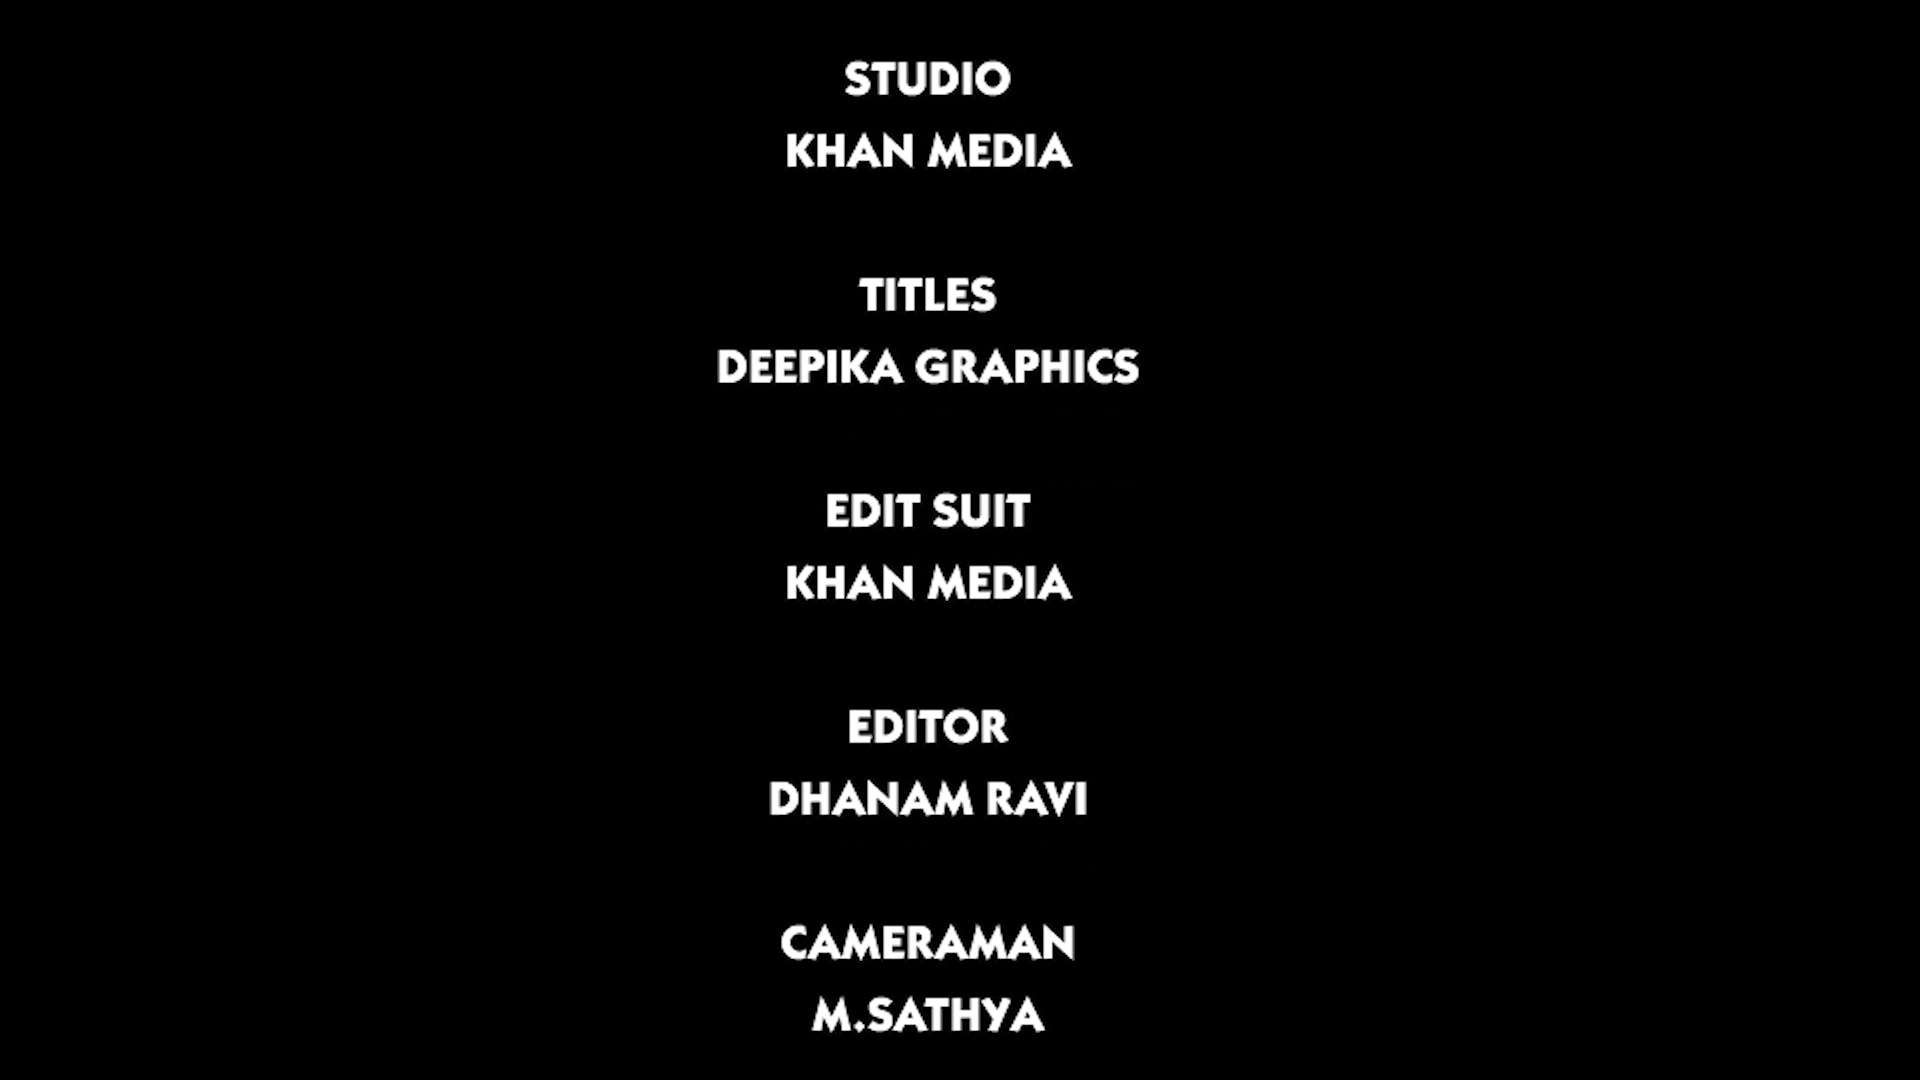 STUDIO
KHAN MEDIA
TITLES
DEEPIKA GRAPHICS
EDIT SUIT
KHAN MEDIA
EDITOR
DHANAM RAVI
CAMERAMAN
M.SATHYA